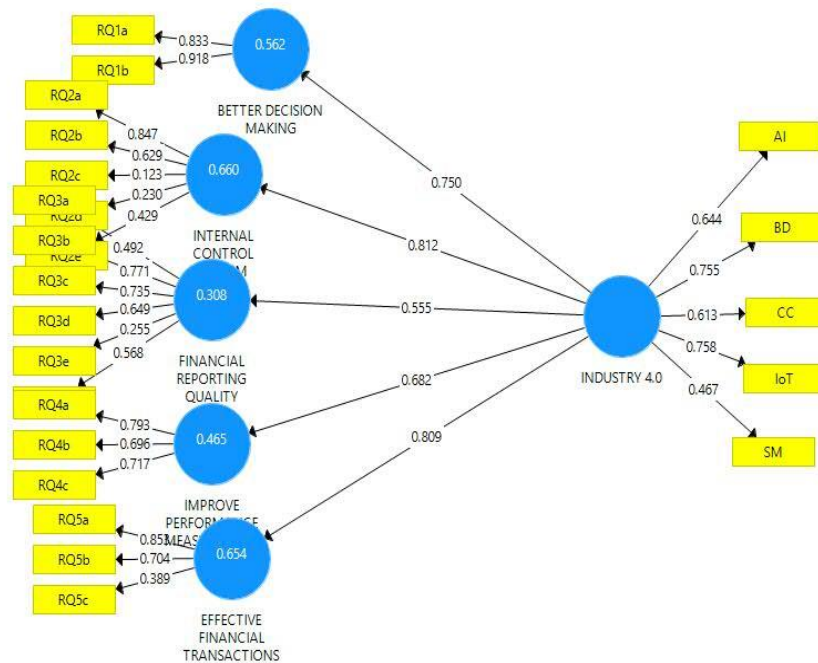 RQ1a
0.833
RQ1b
0.918
0.562
BETTER DECISION
MAKING
RQ2a
RQ2b
RQ2c
0.847
0.629
0.123
0.230
0.429
0.660
INTERNAL
CONTROL
RQ3a
RQ2d
RQ3b
RQ2e
RQ3c
RQ3d
RQ3e
0.492
0.771
0.735
0.649
0.255
0.568
0.308
FINANCIAL
REPORTING
QUALITY
RQ4a
RQ4b
RQ4c
0.793
0.696
0.717
0.465
IMPROVE
PERFORMANCE
RQ5a
RQ5b
RQ5c
0.704
0.389
0.654
EFFECTIVE
FINANCIAL
TRANSACTIONS
0.750
0.812
0.555
0.682
0.809
INDUSTRY 4.0
0.644
0.755
0.613
0.758
0.467
AI
BD
CC
IoT
SM